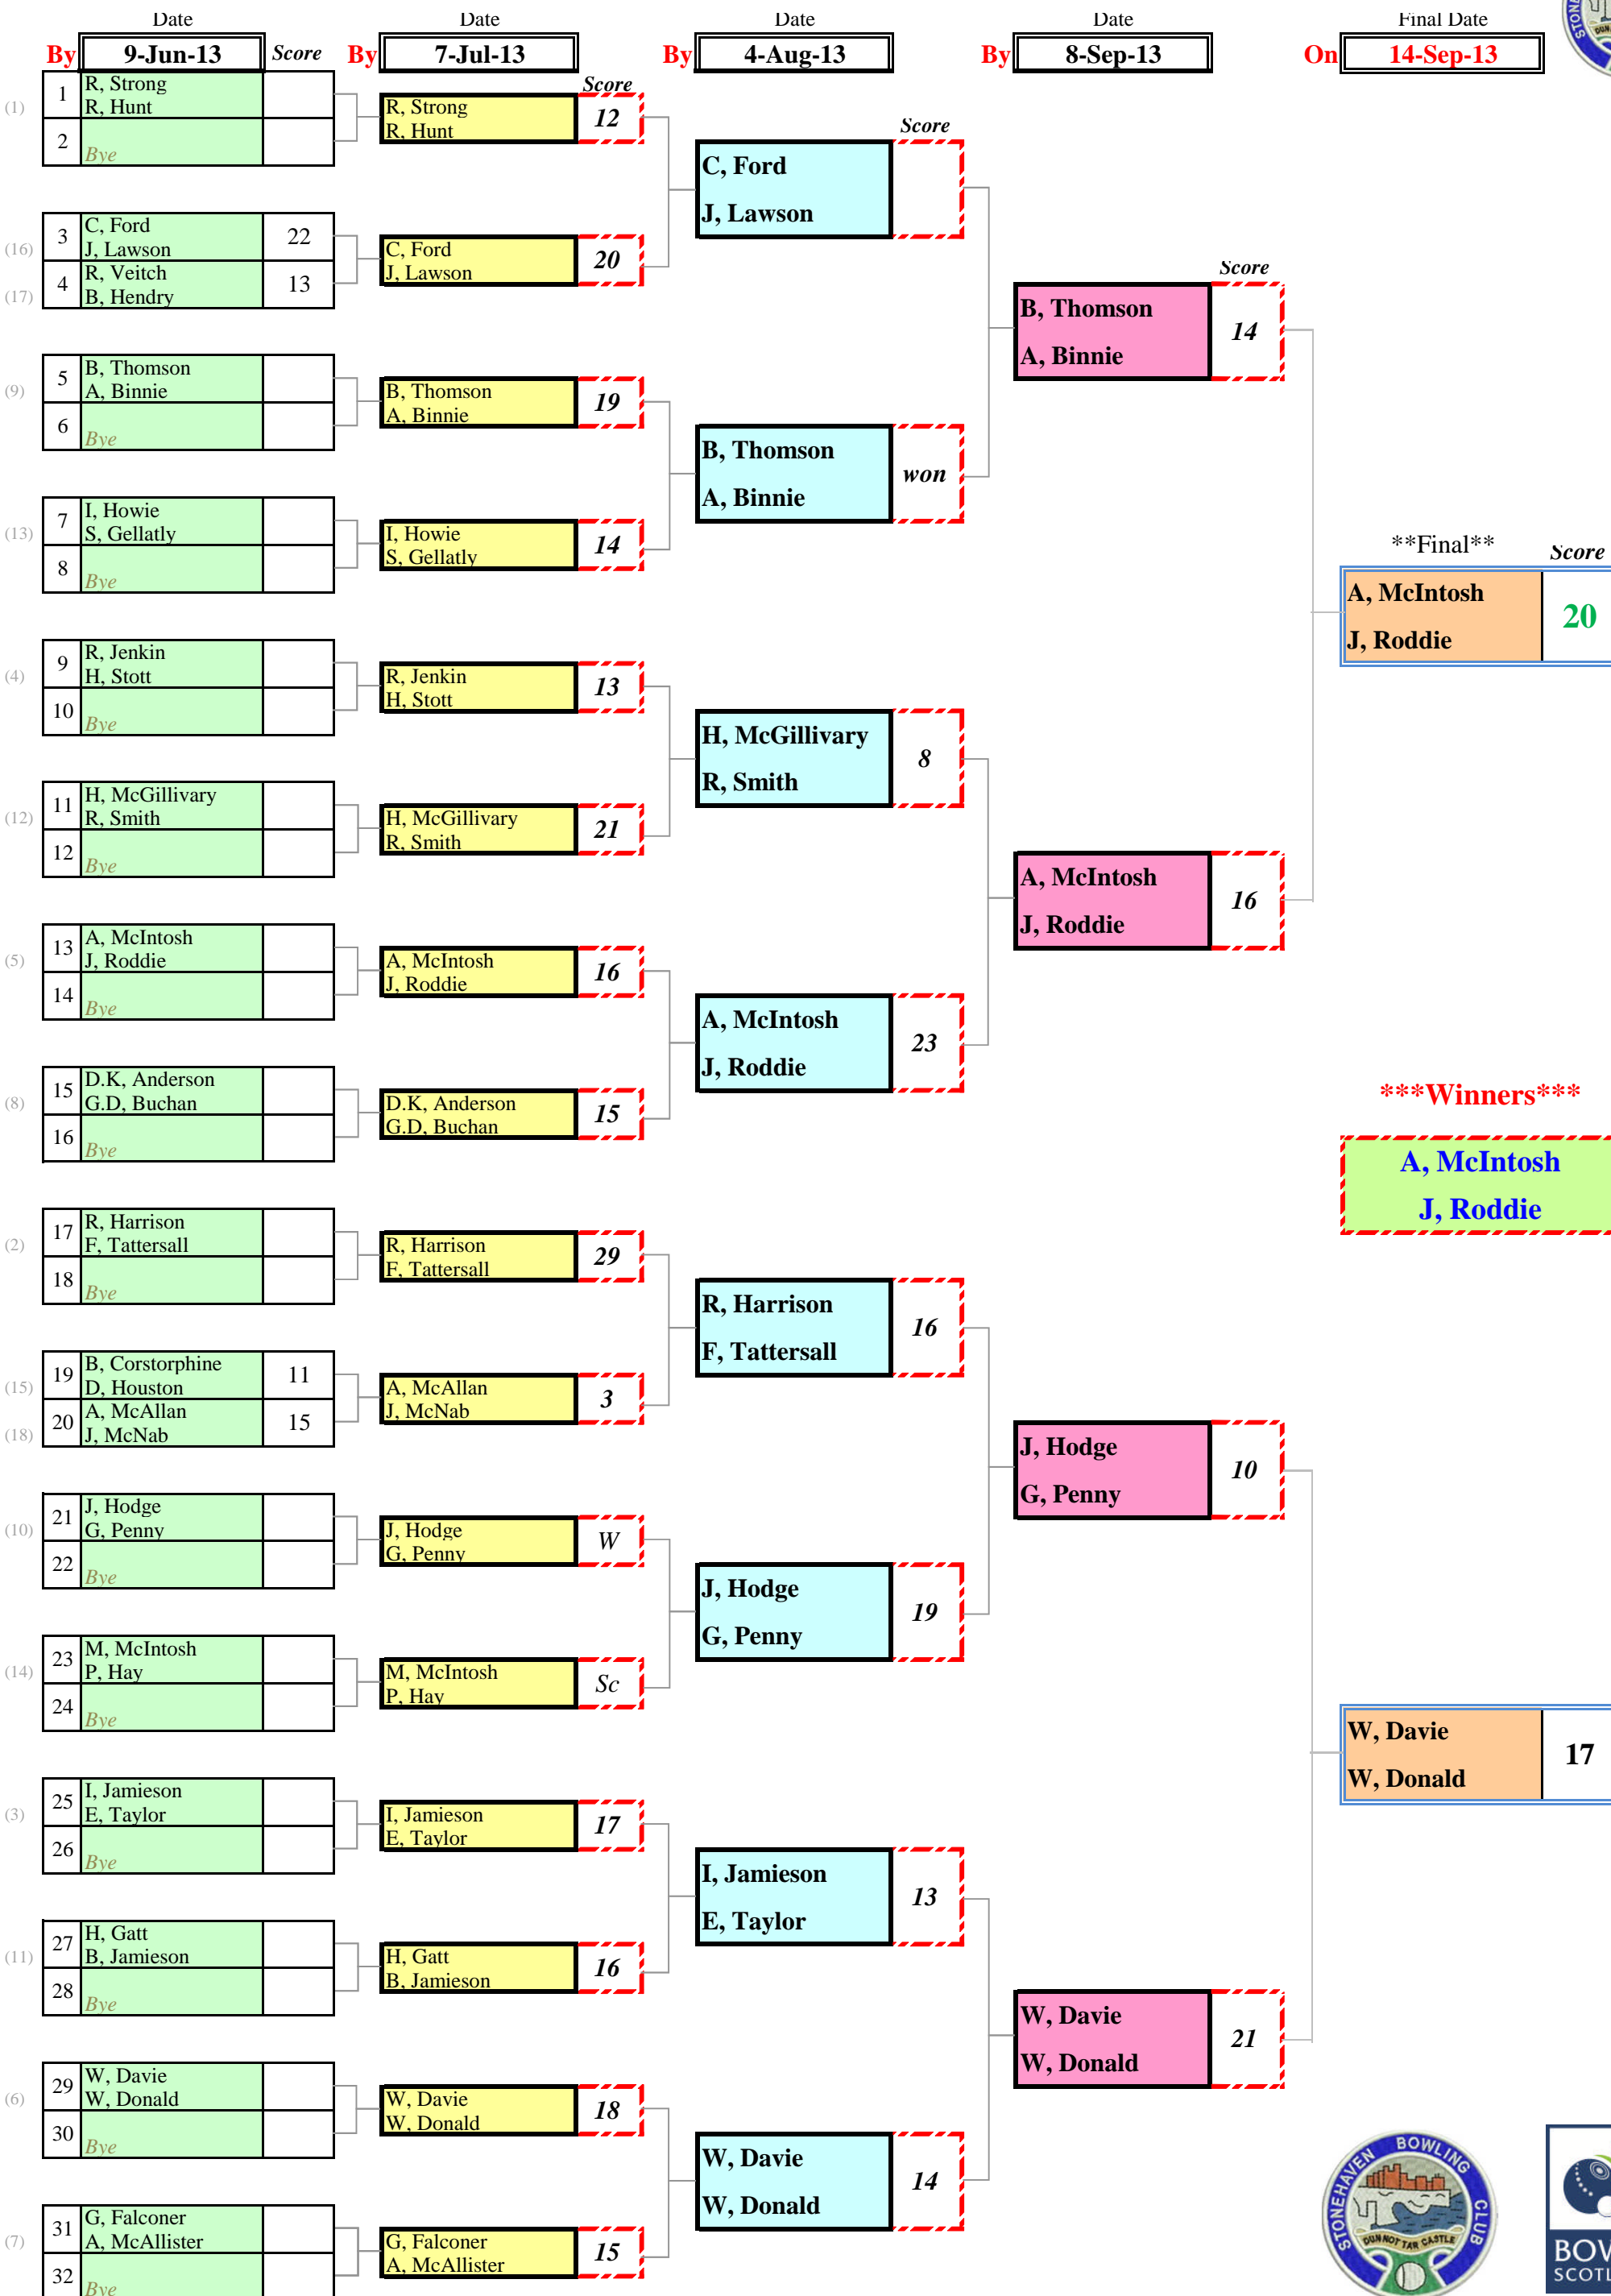 Date Date Date Date Final Date
By 9-Jun-13 Score By 7-Jul-13 By 4-Aug-13 By 8-Sep-13 On 14-Sep-13
(1) 1 R, Strong
R, Hunt
2 Bye
(16) 3 C, Ford
J, Lawson 22
(17) 4 R, Veitch
B, Hendry 13
(9) 5 B, Thomson
A, Binnie
6 Bye
(13) 7 I, Howie
S, Gellatly
8 Bye
(4) 9 R, Jenkin
H, Stott
10 Bye
(12) 11 H, McGillivary
R, Smith
12 Bye
(5) 13 A, McIntosh
J, Roddie
14 Bye
(8) 15 D.K, Anderson
G.D, Buchan
16 Bye
(2) 17 R, Harrison
F, Tattersall
18 Bye
(15) 19 B, Corstorphine
D, Houston 11
(18) 20 A, McAllan
J, McNab 15
(10) 21 J, Hodge
G, Penny
22 Bye
(14) 23 M, McIntosh
P, Hay
24 Bye
(3) 25 I, Jamieson
E, Taylor
26 Bye
(11) 27 H, Gatt
B, Jamieson
28 Bye
(6) 29 W, Davie
W, Donald
30 Bye
(7) 31 G, Falconer
A, McAllister
32 Bye
Score
R, Strong
R, Hunt 12
C, Ford
J, Lawson 20
B, Thomson
A, Binnie 19
I, Howie
S, Gellatly 14
R, Jenkin
H, Stott 13
H, McGillivary
R, Smith 21
A, McIntosh
J, Roddie 16
D.K, Anderson
G.D, Buchan 15
R, Harrison
F, Tattersall 29
A, McAllan
J, McNab 3
J, Hodge
G, Penny W
M, McIntosh
P, Hay Sc
I, Jamieson
E, Taylor 17
H, Gatt
B, Jamieson 16
W, Davie
W, Donald 18
G, Falconer
A, McAllister 15
Score
C, Ford
J, Lawson
B, Thomson
A, Binnie won
H, McGillivary
R, Smith 8
A, McIntosh
J, Roddie 23
R, Harrison
F, Tattersall 16
J, Hodge
G, Penny 19
I, Jamieson
E, Taylor 13
W, Davie
W, Donald 14
Score
B, Thomson
A, Binnie 14
A, McIntosh
J, Roddie 16
J, Hodge
G, Penny 10
W, Davie
W, Donald 21
**Final** Score
A, McIntosh
J, Roddie 20
***Winners***
A, McIntosh
J, Roddie
W, Davie
W, Donald 17
STONEHAVEN BOWLING CLUB
DUNNOTTAR CASTLE